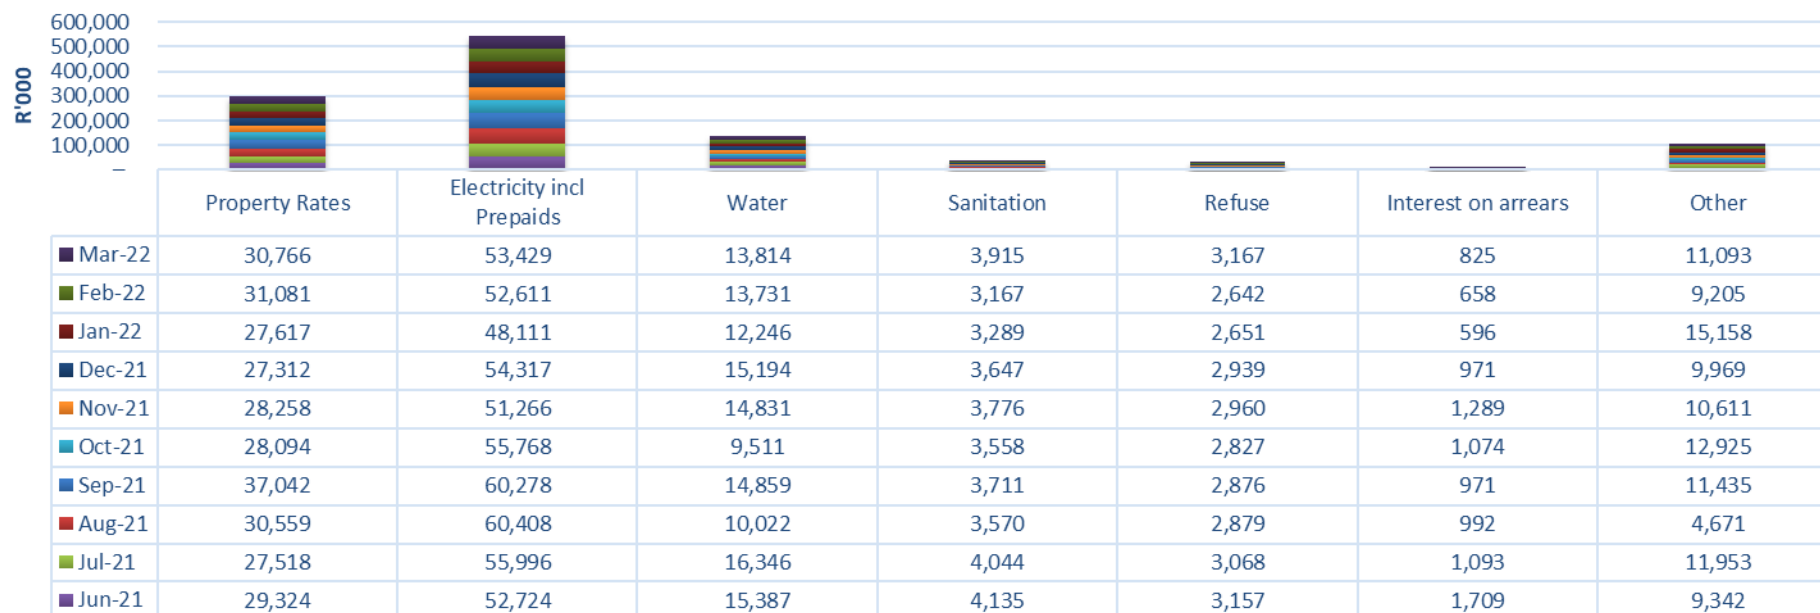 600,000
500,000
400,000
300,000
200,000
100,000
–
R'000
Property Rates Electricity incl Prepaids Water Sanitation Refuse Interest on arrears Other
Mar-22 30,766 53,429 13,814 3,915 3,167 825 11,093
Feb-22 31,081 52,611 13,731 3,167 2,642 658 9,205
Jan-22 27,617 48,111 12,246 3,289 2,651 596 15,158
Dec-21 27,312 54,317 15,194 3,647 2,939 971 9,969
Nov-21 28,258 51,266 14,831 3,776 2,960 1,289 10,611
Oct-21 28,094 55,768 9,511 3,558 2,827 1,074 12,925
Sep-21 37,042 60,278 14,859 3,711 2,876 971 11,435
Aug-21 30,559 60,408 10,022 3,570 2,879 992 4,671
Jul-21 27,518 55,996 16,346 4,044 3,068 1,093 11,953
Jun-21 29,324 52,724 15,387 4,135 3,157 1,709 9,342